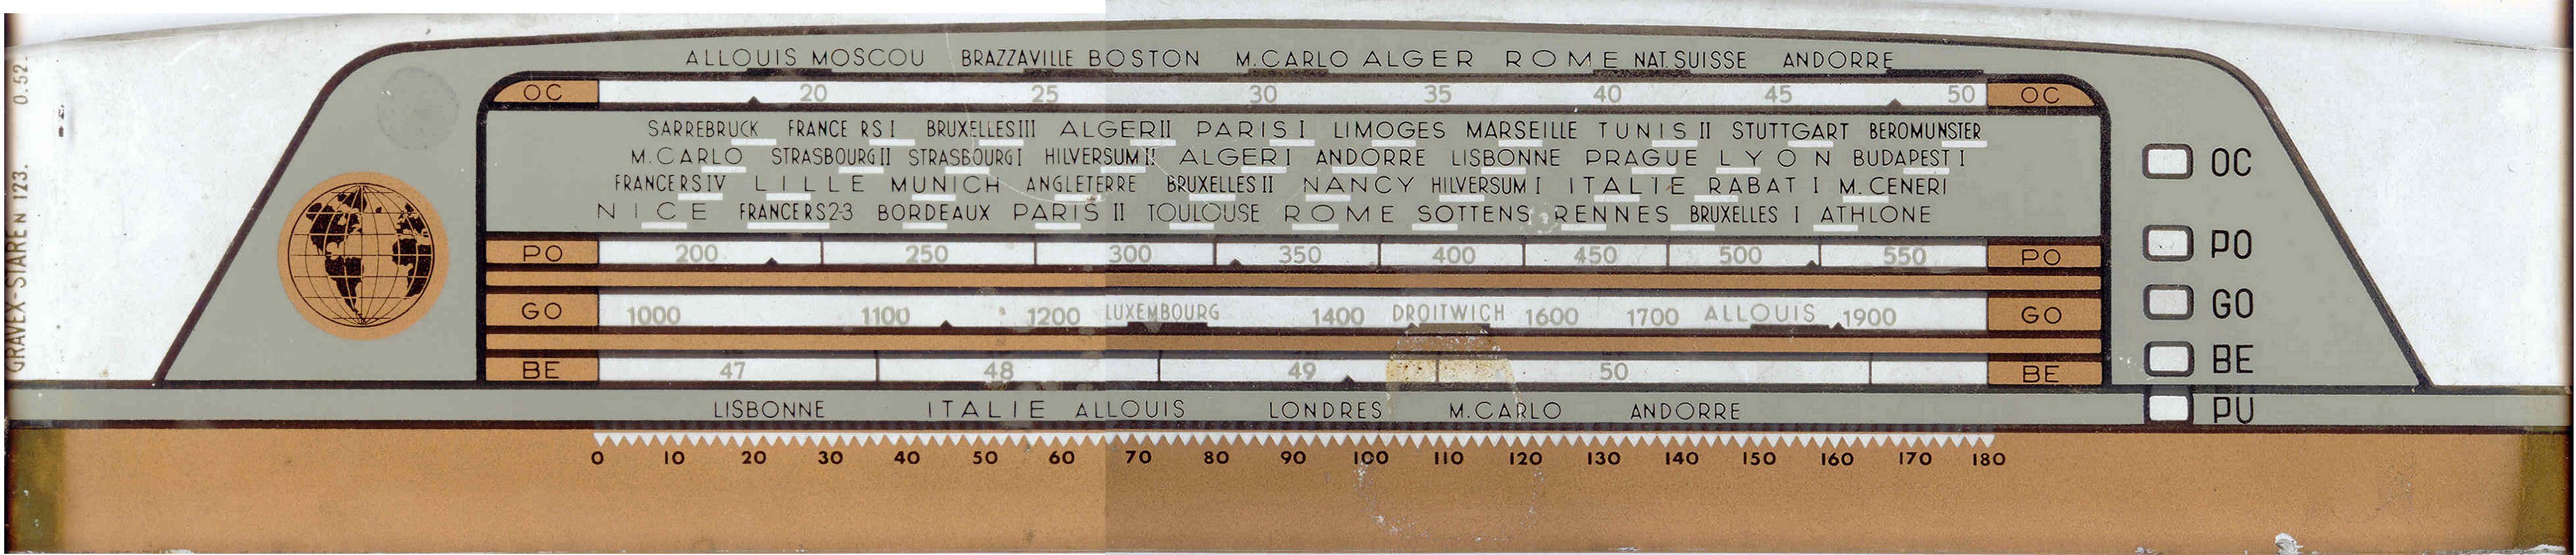 ALLOUIS MOSCOU BRAZZAVILLE BOSTON M.CARLO ALGER ROME NAT. SUISSE ANDORRE
OC 20 25 30 35 40 45 50 OC
SARREBRUCK FRANCE RS I BRUXELLES III ALGER II PARIS I LIMOGES MARSEILLE TUNIS II STUTTGART BEROMUNSTER
M.CARLO STRASBOURG II STRASBOURG I HILVERSUM II ALGER I ANDORRE LISBONNE PRAGUE LYON BUDAPEST I
FRANCE RS IV LILLE MUNICH ANGLETERRE BRUXELLES II NANCY HILVERSUM I ITALIE RABAT I M.CENERI
NICE FRANCE RS 2-3 BORDEAUX PARIS II TOULOUSE ROME SOTTENS RENNES BRUXELLES I ATHLONE
PO 200 250 300 350 400 450 500 550 PO
GO 1000 1100 1200 LUXEMBOURG 1400 DROITWICH 1600 1700 ALLOUIS 1900 GO
BE 47 48 49 50 BE
LISBONNE ITALIE ALLOUIS LONDRES M.CARLO ANDORRE
0 10 20 30 40 50 60 70 80 90 100 110 120 130 140 150 160 170 180
OC
PO
GO
BE
PU
GRAVEX-STARE N 123. 0.52.